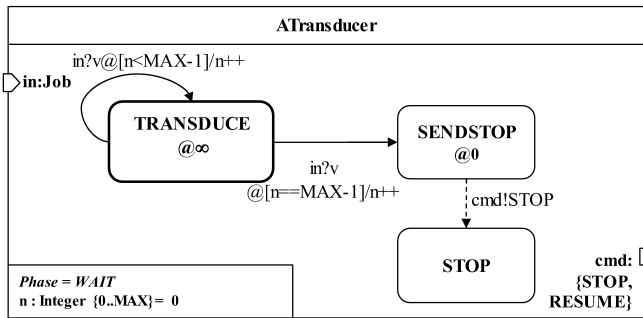 ATransducer
in?v@[n<MAX-1]/n++
in:Job
TRANSDUCE
@∞
SENDSTOP
@0
in?v
@[n==MAX-1]/n++
cmd!STOP
STOP
cmd:
{STOP,
RESUME}
Phase = WAIT
n : Integer {0..MAX}= 0